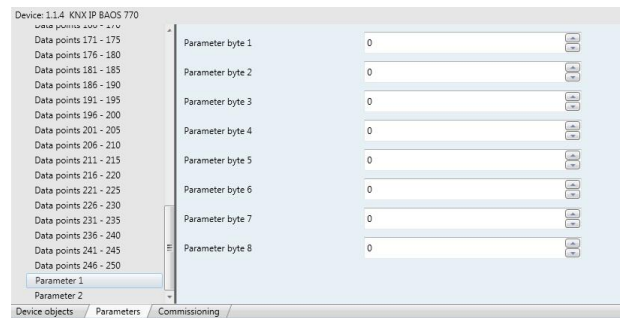 Device: 1.1.4 KNX IP BAOS 770
Data points 166 - 170
Data points 171 - 175
Data points 176 - 180
Data points 181 - 185
Data points 186 - 190
Data points 191 - 195
Data points 196 - 200
Data points 201 - 205
Data points 206 - 210
Data points 211 - 215
Data points 216 - 220
Data points 221 - 225
Data points 226 - 230
Data points 231 - 235
Data points 236 - 240
Data points 241 - 245
Data points 246 - 250
Parameter 1
Parameter 2
Parameter byte 1 0
Parameter byte 2 0
Parameter byte 3 0
Parameter byte 4 0
Parameter byte 5 0
Parameter byte 6 0
Parameter byte 7 0
Parameter byte 8 0
Device objects Parameters Commissioning